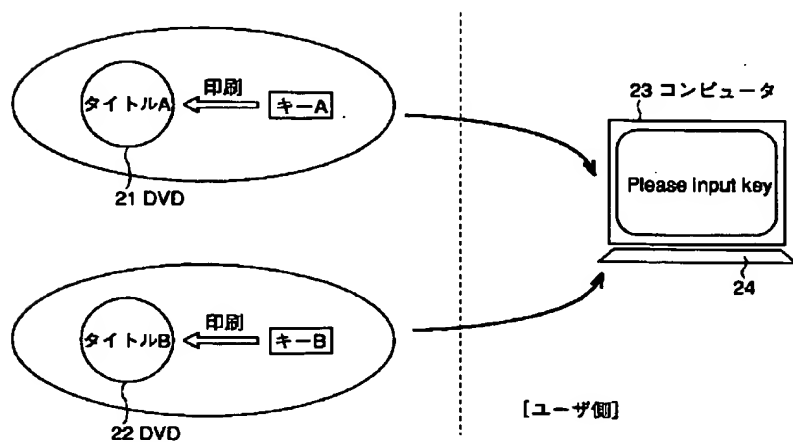 印刷
タイトルA
キーA
21 DVD
23 コンピュータ
Please input key
24
印刷
タイトルB
キーB
22 DVD
[ユーザ側]